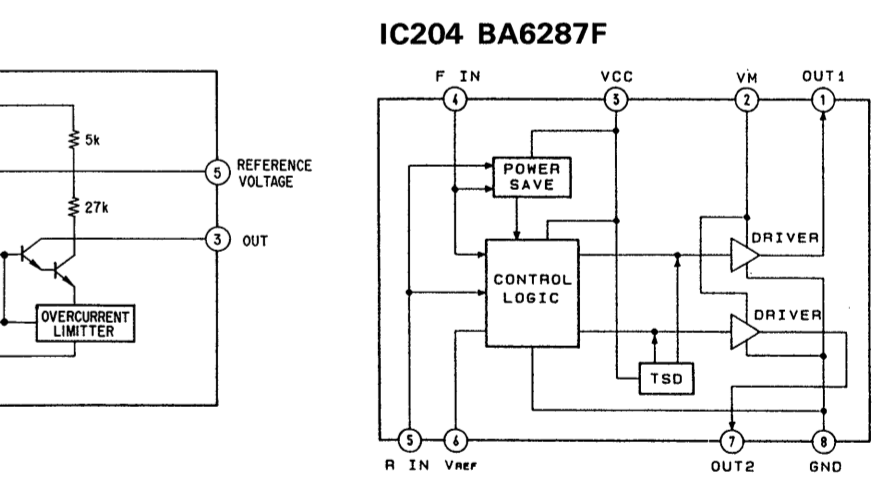 5k
5 REFERENCE
VOLTAGE
27k
3 OUT
OVERCURRENT
LIMITTER
IC204 BA6287F
F IN VCC VM OUT1
4 3 2 1
POWER
SAVE
DRIVER
CONTROL
LOGIC
DRIVER
TSD
5 6 7 8
R IN VREF OUT2 GND